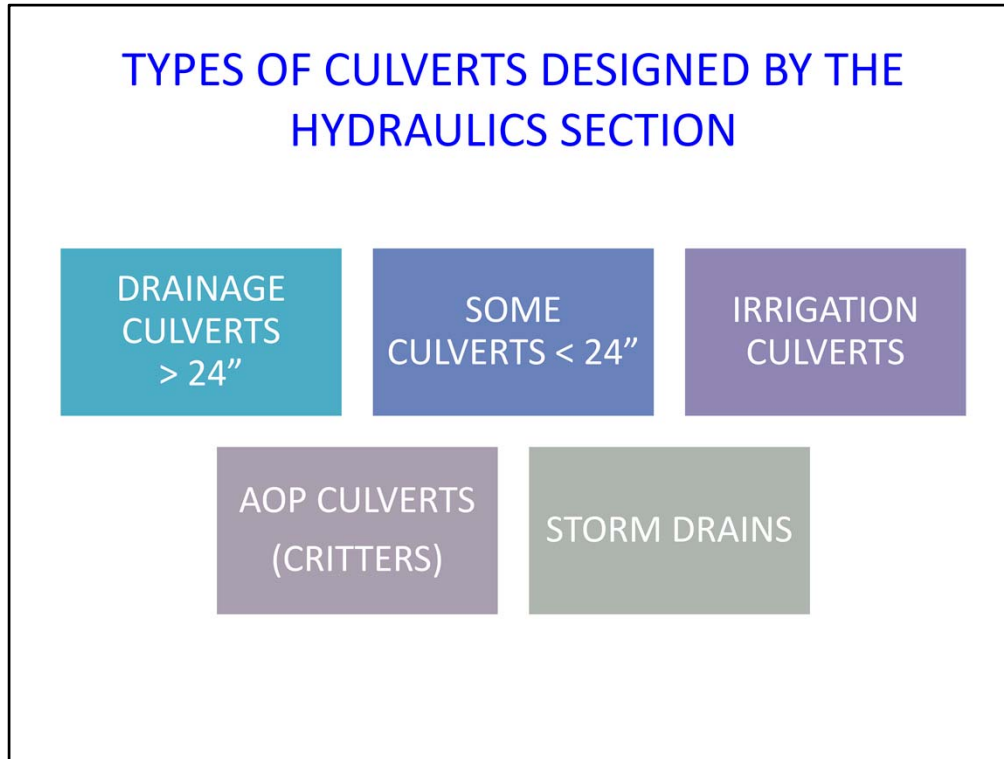 TYPES OF CULVERTS DESIGNED BY THE
HYDRAULICS SECTION
DRAINAGE
CULVERTS
> 24”
SOME
CULVERTS < 24”
IRRIGATION
CULVERTS
AOP CULVERTS
(CRITTERS)
STORM DRAINS